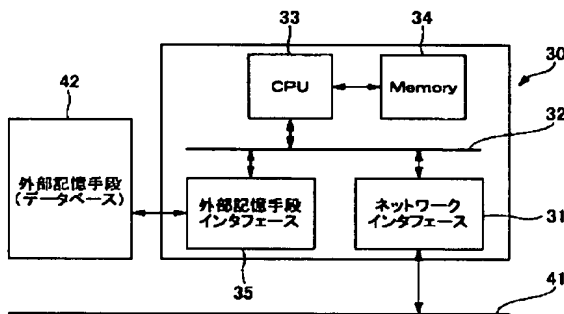 33
34
30
42
CPU
Memory
32
外部記憶手段
(データベース)
外部記憶手段
インタフェース
ネットワーク
インタフェース
31
35
41